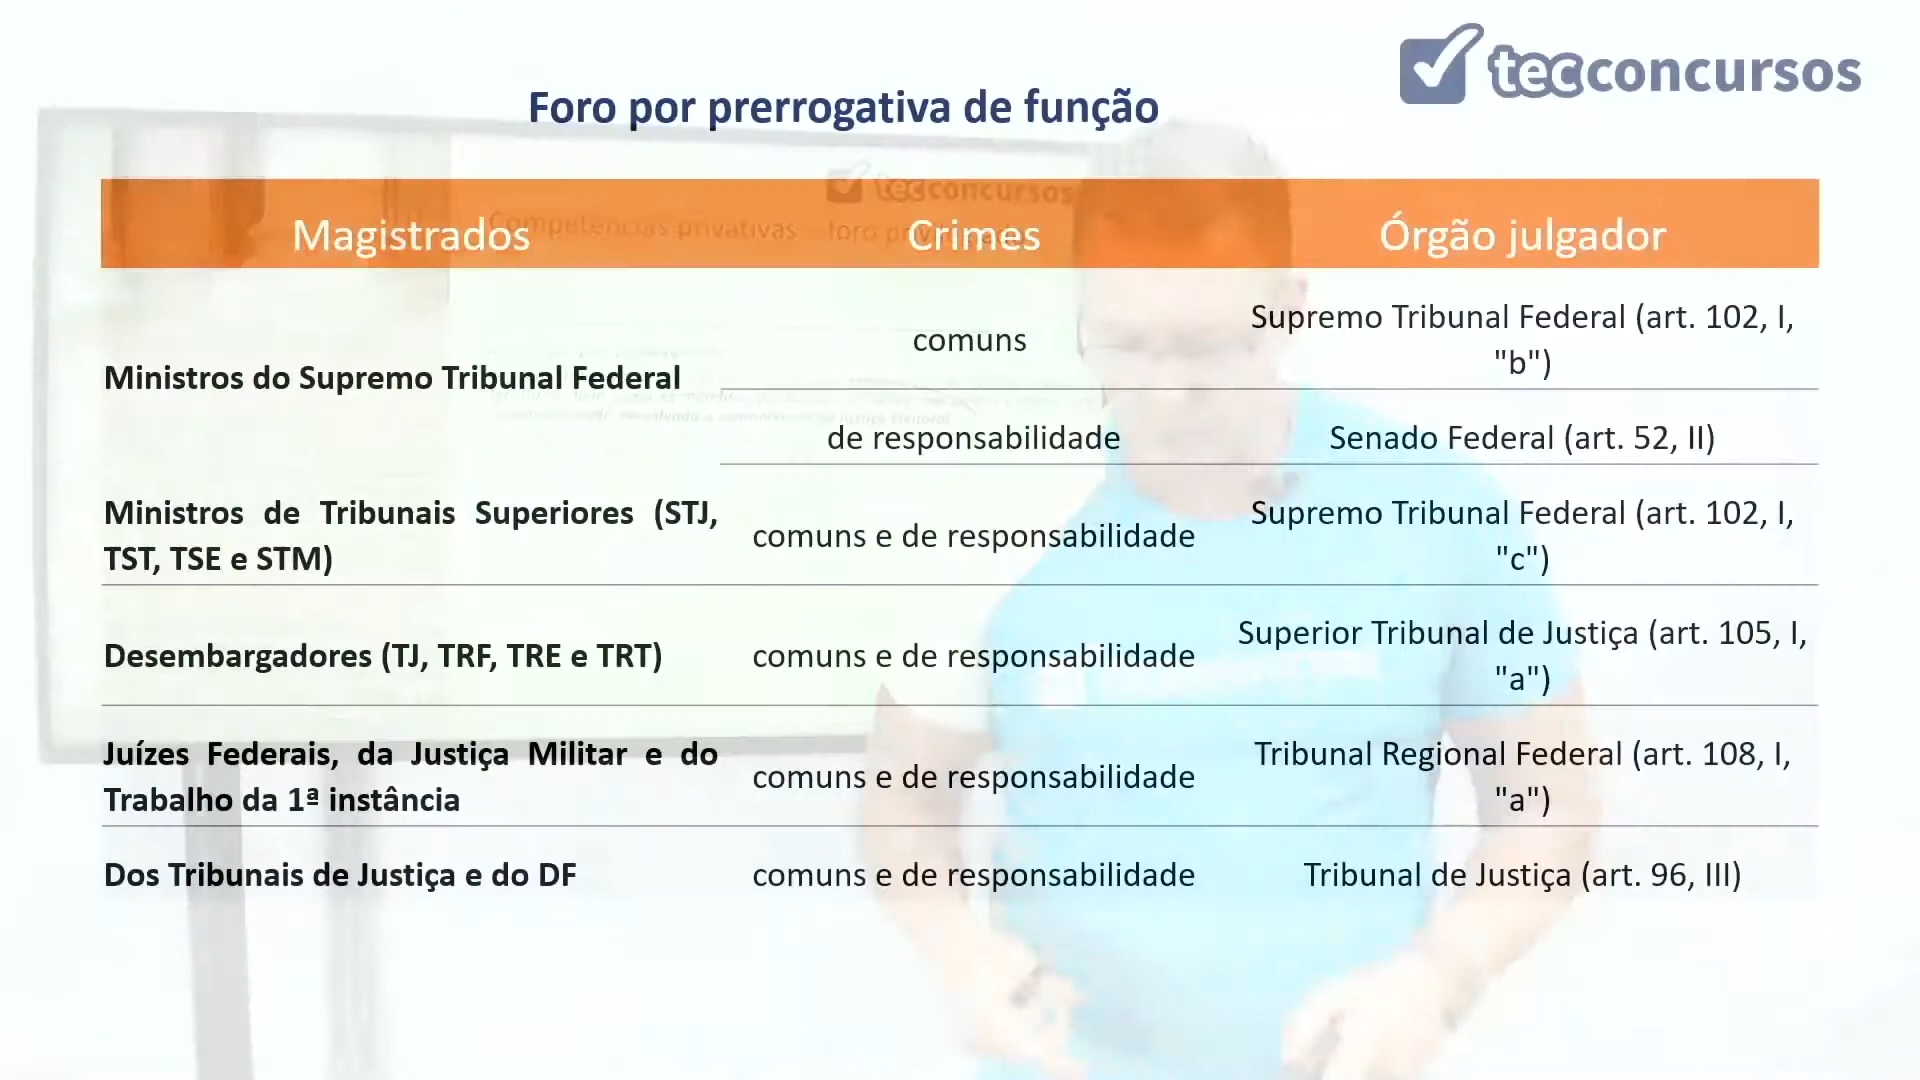 tecconcursos
Foro por prerrogativa de função
tecconcursos
Competências privativas - foro
Magistrados
Crimes
Órgão julgador
Ministros do Supremo Tribunal Federal
comuns
Supremo Tribunal Federal (art. 102, I,
"b")
de responsabilidade
Senado Federal (art. 52, II)
Ministros de Tribunais Superiores (STJ,
TST, TSE e STM)
comuns e de responsabilidade
Supremo Tribunal Federal (art. 102, I,
"c")
Desembargadores (TJ, TRF, TRE e TRT)
comuns e de responsabilidade
Superior Tribunal de Justiça (art. 105, I,
"a")
Juízes Federais, da Justiça Militar e do
Trabalho da 1ª instância
comuns e de responsabilidade
Tribunal Regional Federal (art. 108, I,
"a")
Dos Tribunais de Justiça e do DF
comuns e de responsabilidade
Tribunal de Justiça (art. 96, III)